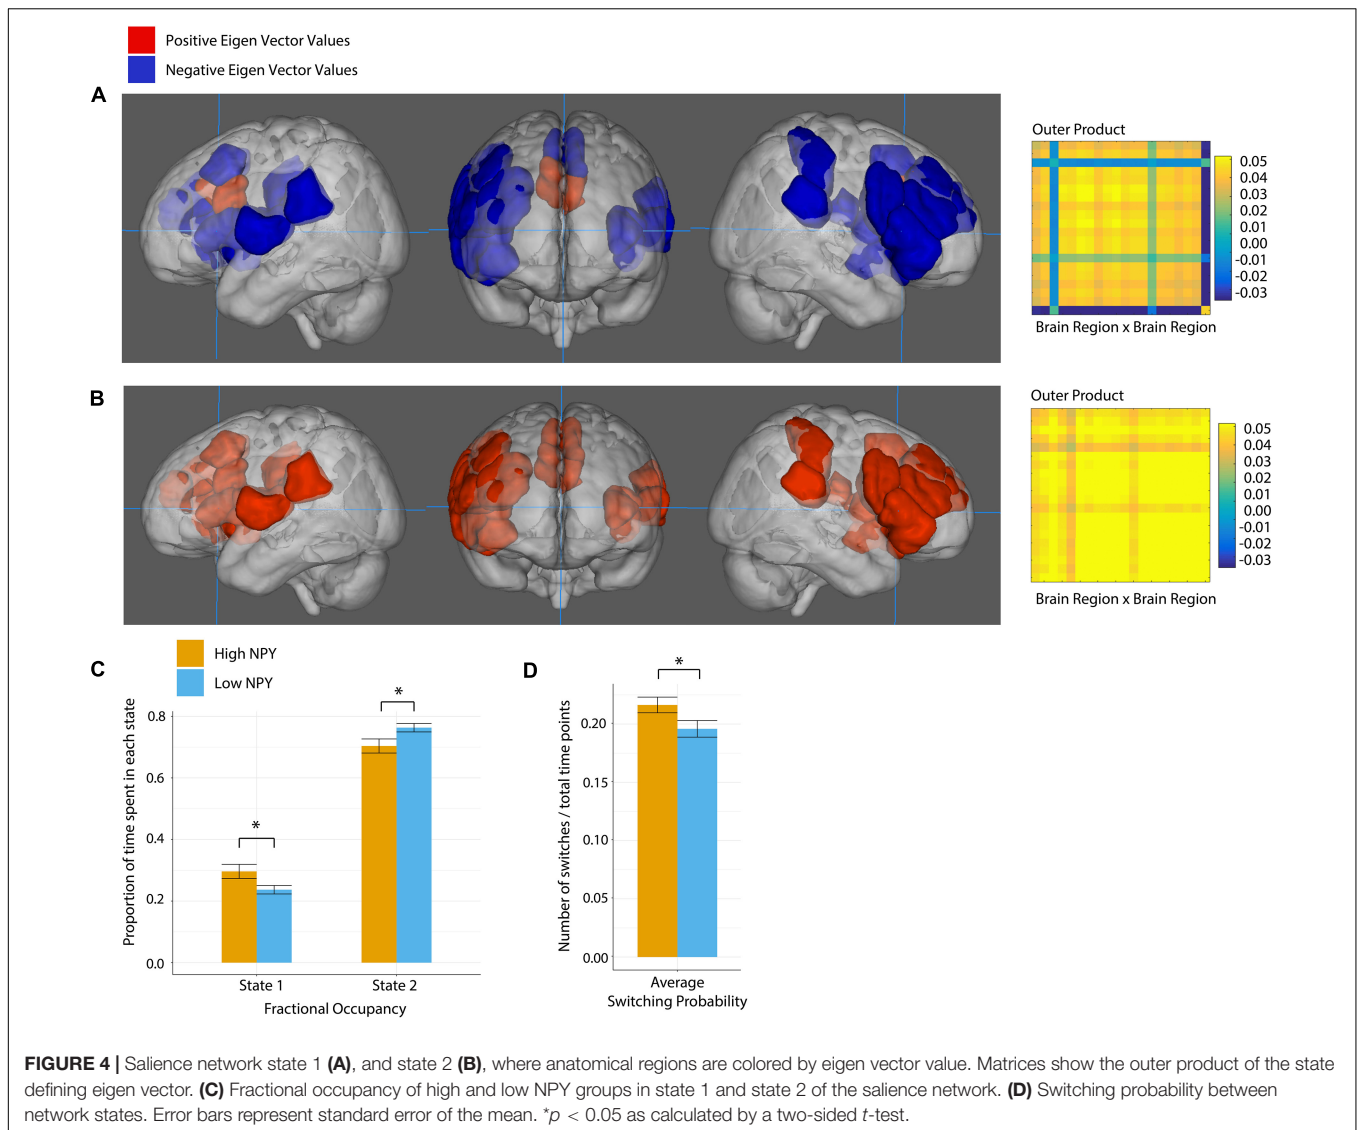 Positive Eigen Vector Values
Negative Eigen Vector Values
A
Outer Product
0.05
0.04
0.03
0.02
0.01
0.00
-0.01
-0.02
-0.03
Brain Region x Brain Region
B
Outer Product
0.05
0.04
0.03
0.02
0.01
0.00
-0.01
-0.02
-0.03
Brain Region x Brain Region
C
High NPY
Low NPY
Proportion of time spent in each state
0.8
0.6
0.4
0.2
0.0
*
*
State 1
State 2
Fractional Occupancy
D
Number of switches / total time points
0.20
0.15
0.10
0.05
0.00
*
Average
Switching Probability
FIGURE 4 | Salience network state 1 (A), and state 2 (B), where anatomical regions are colored by eigen vector value. Matrices show the outer product of the state
defining eigen vector. (C) Fractional occupancy of high and low NPY groups in state 1 and state 2 of the salience network. (D) Switching probability between
network states. Error bars represent standard error of the mean. *p < 0.05 as calculated by a two-sided t-test.